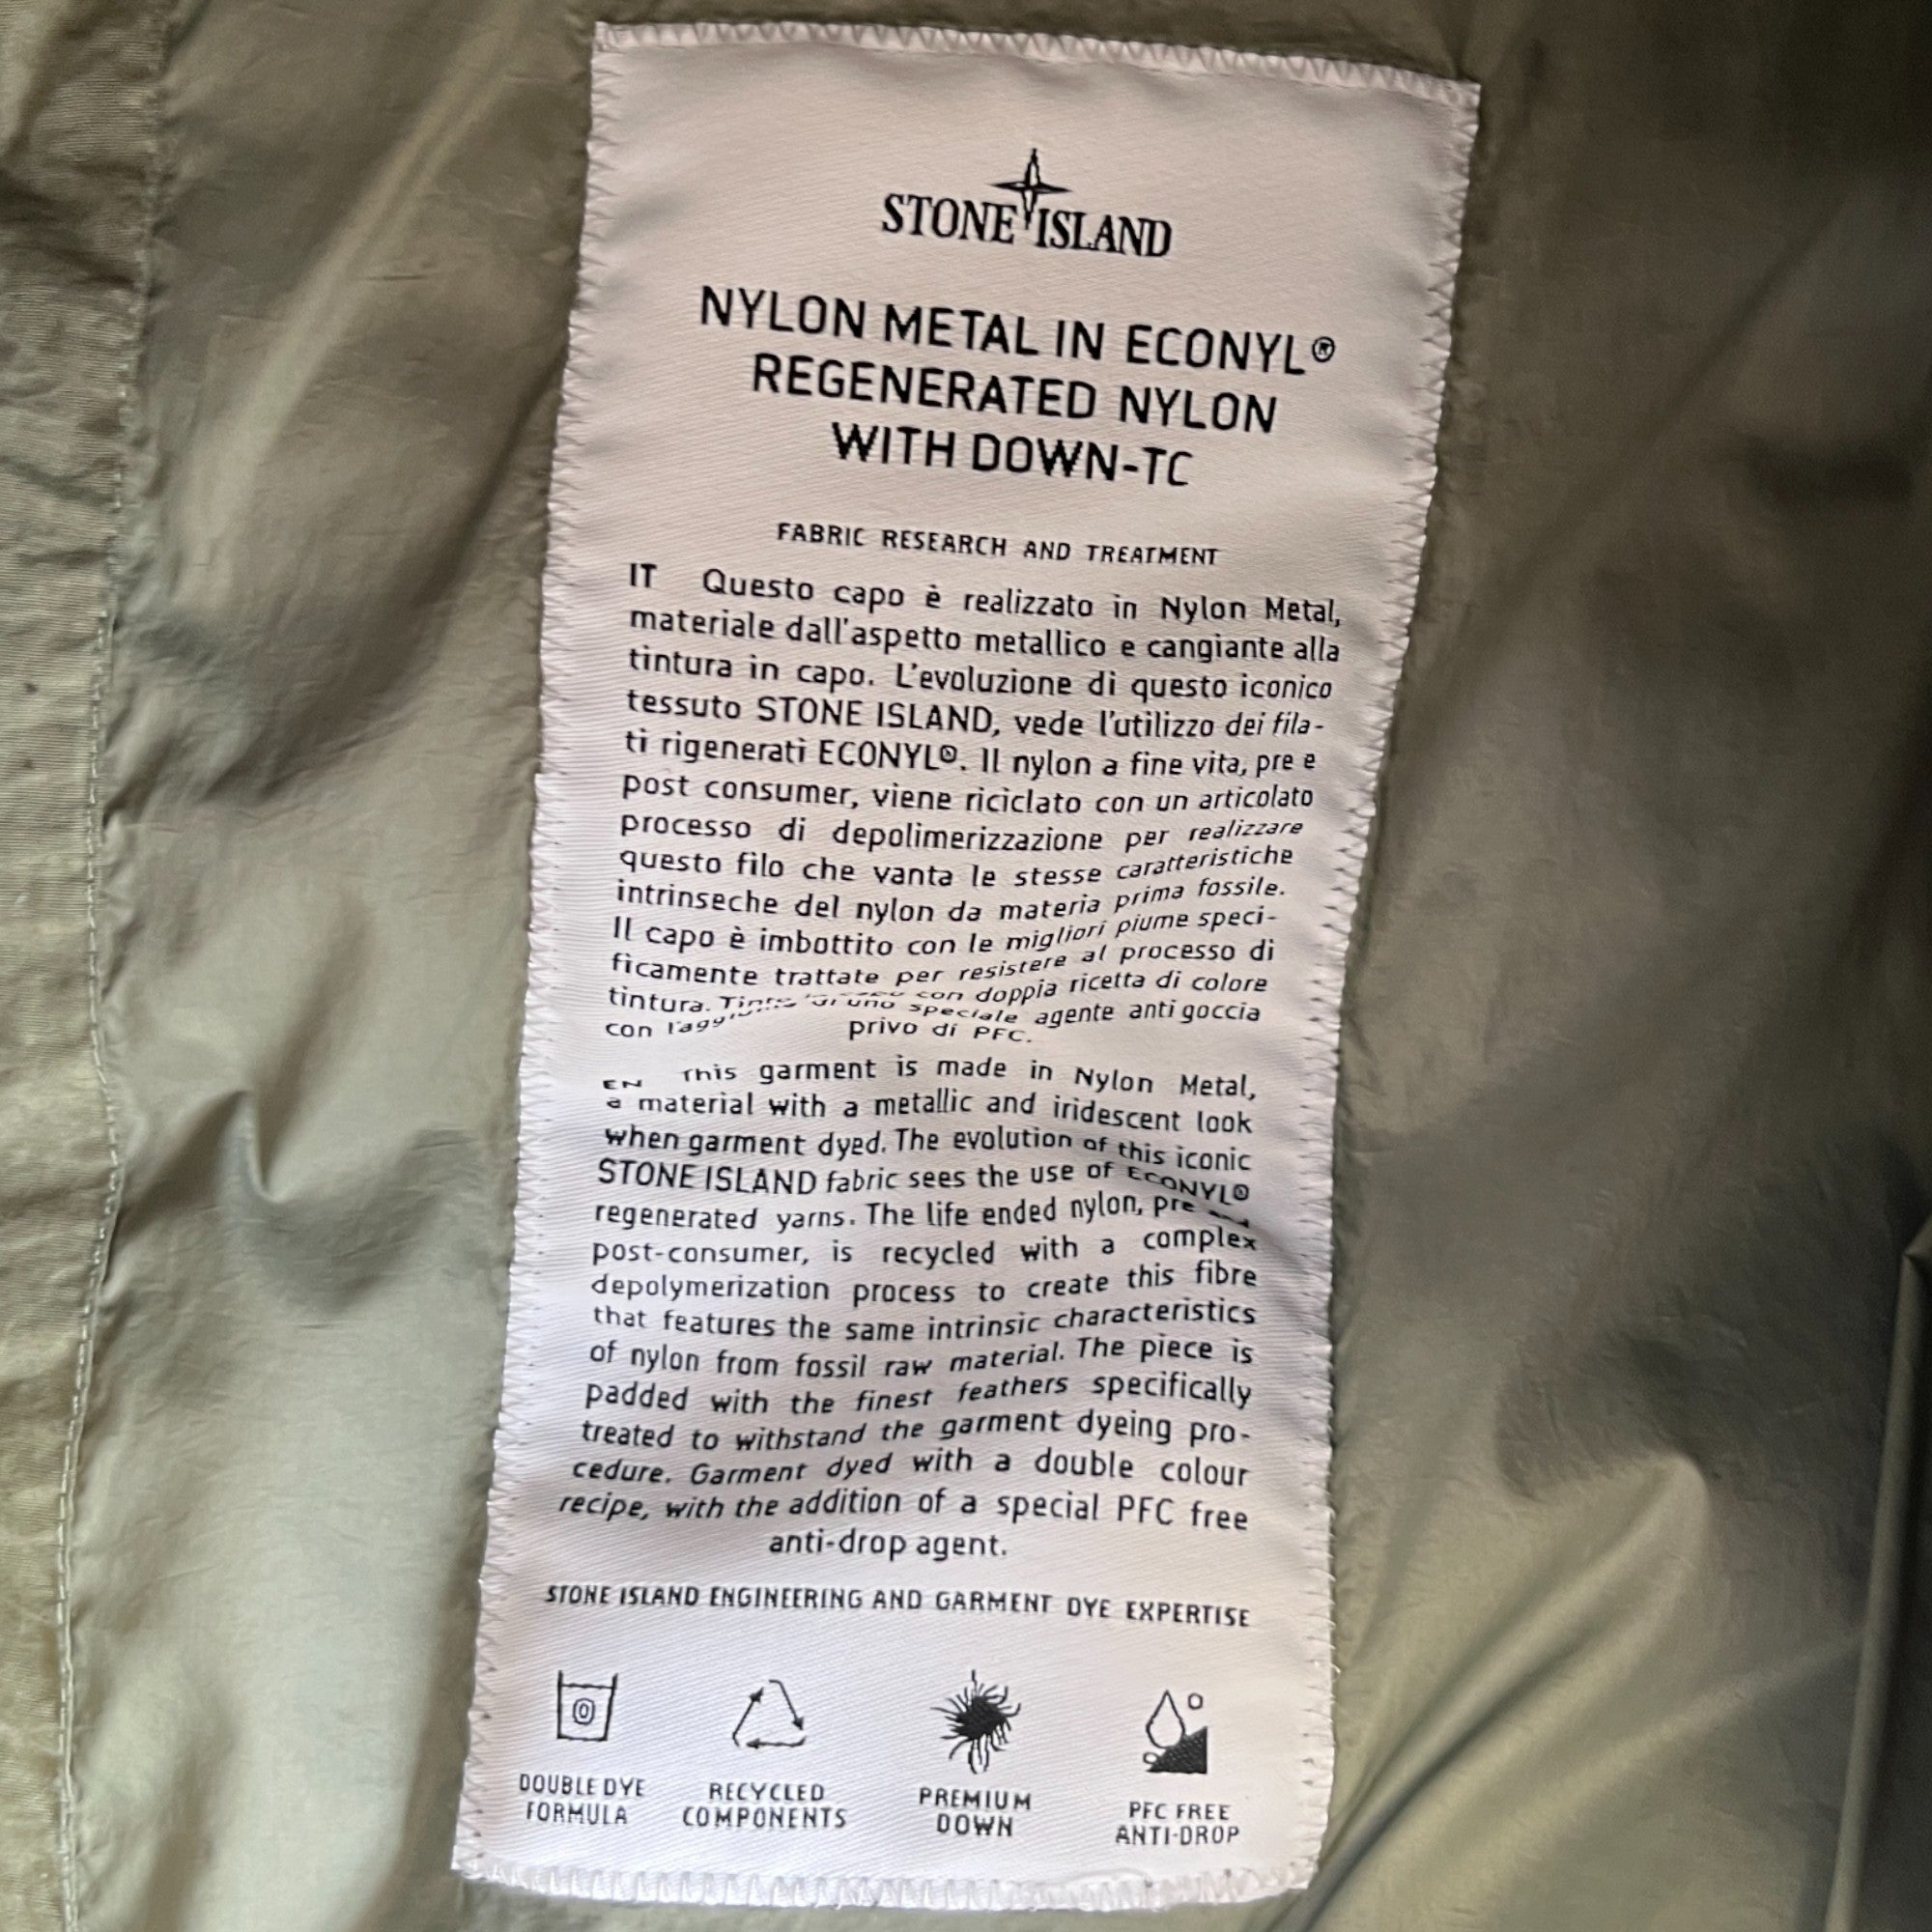 STONE ISLAND
NYLON METAL IN ECONYL®
REGENERATED NYLON
WITH DOWN-TC
FABRIC RESEARCH AND TREATMENT
IT Questo capo è realizzato in Nylon Metal,
materiale dall'aspetto metallico e cangiante alla
tintura in capo. L'evoluzione di questo iconico
tessuto STONE ISLAND, vede l'utilizzo dei fila-
ti rigenerati ECONYL®. Il nylon a fine vita, pre e
post consumer, viene riciclato con un articolato
processo di depolimerizzazione per realizzare
questo filo che vanta le stesse caratteristiche
intrinseche del nylon da materia prima fossile.
Il capo è imbottito con le migliori piume speci-
ficamente trattate per resistere al processo di
tintura. con doppia ricetta di colore
con di uno speciale agente anti goccia
privo di PFC.
EN This garment is made in Nylon Metal,
a material with a metallic and iridescent look
when garment dyed. The evolution of this iconic
STONE ISLAND fabric sees the use of ECONYL®
regenerated yarns. The life ended nylon, pre
post-consumer, is recycled with a complex
depolymerization process to create this fibre
that features the same intrinsic characteristics
of nylon from fossil raw material. The piece is
padded with the finest feathers specifically
treated to withstand the garment dyeing pro-
cedure. Garment dyed with a double colour
recipe, with the addition of a special PFC free
anti-drop agent.
STONE ISLAND ENGINEERING AND GARMENT DYE EXPERTISE
DOUBLE DYE
FORMULA
RECYCLED
COMPONENTS
PREMIUM
DOWN
PFC FREE
ANTI-DROP